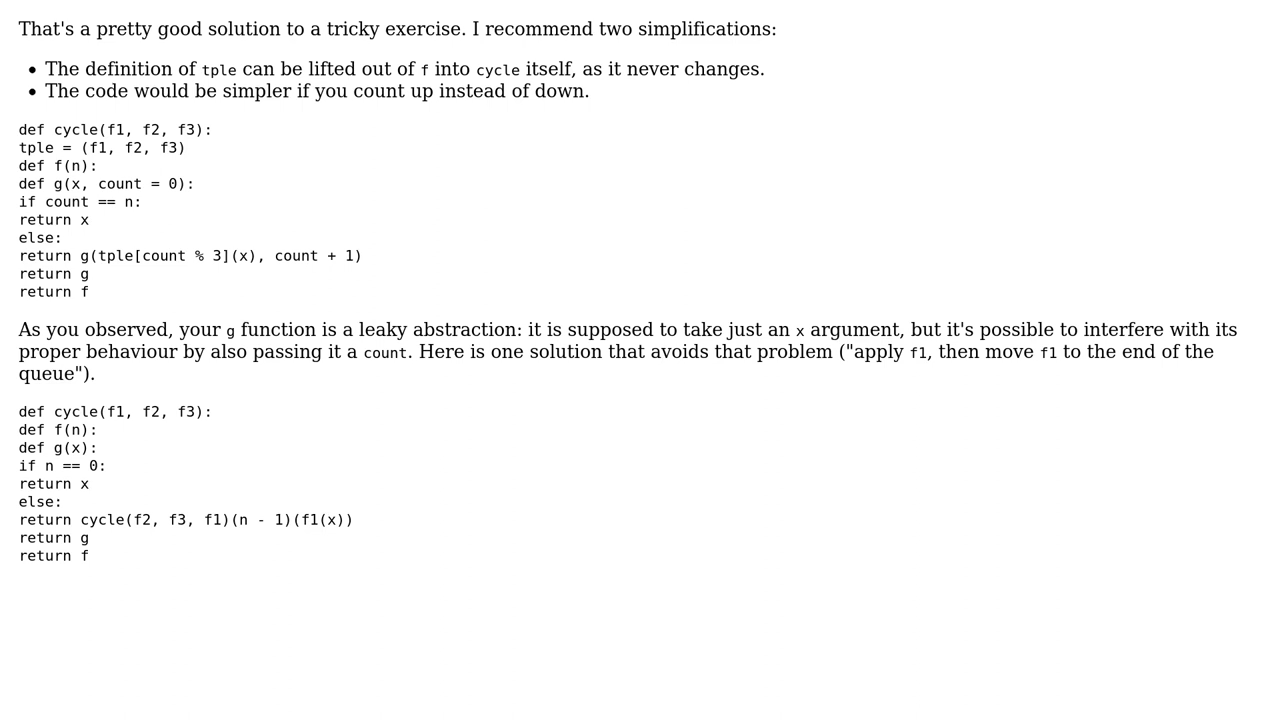 That's a pretty good solution to a tricky exercise. I recommend two simplifications:
• The definition of tple can be lifted out of f into cycle itself, as it never changes.
• The code would be simpler if you count up instead of down.
def cycle(f1, f2, f3):
tple = (f1, f2, f3)
def f(n):
def g(x, count = 0):
if count == n:
return x
else:
return g(tple[count % 3](x), count + 1)
return g
return f
As you observed, your g function is a leaky abstraction: it is supposed to take just an x argument, but it's possible to interfere with its
proper behaviour by also passing it a count. Here is one solution that avoids that problem ("apply f1, then move f1 to the end of the
queue").
def cycle(f1, f2, f3):
def f(n):
def g(x):
if n == 0:
return x
else:
return cycle(f2, f3, f1)(n - 1)(f1(x))
return g
return f